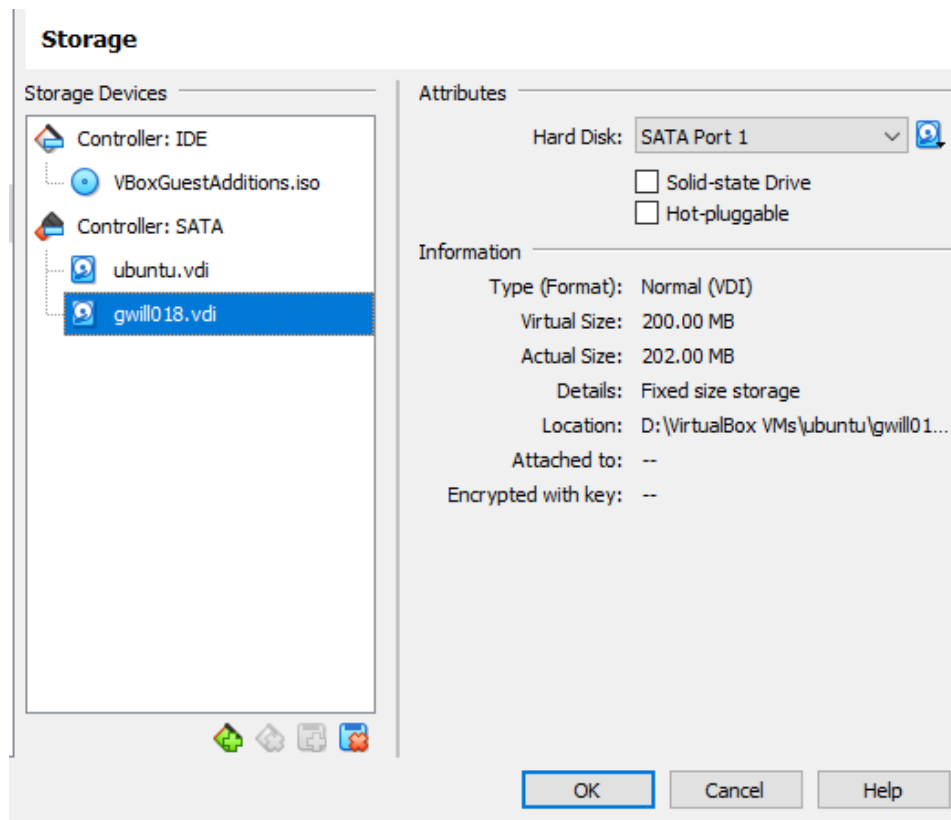 Storage
Storage Devices
Controller: IDE
VBoxGuestAdditions.iso
Controller: SATA
ubuntu.vdi
gwill018.vdi
Attributes
Hard Disk: SATA Port 1
Solid-state Drive
Hot-pluggable
Information
Type (Format): Normal (VDI)
Virtual Size: 200.00 MB
Actual Size: 202.00 MB
Details: Fixed size storage
Location: D:\VirtualBox VMs\ubuntu\gwill01...
Attached to: --
Encrypted with key: --
OK Cancel Help